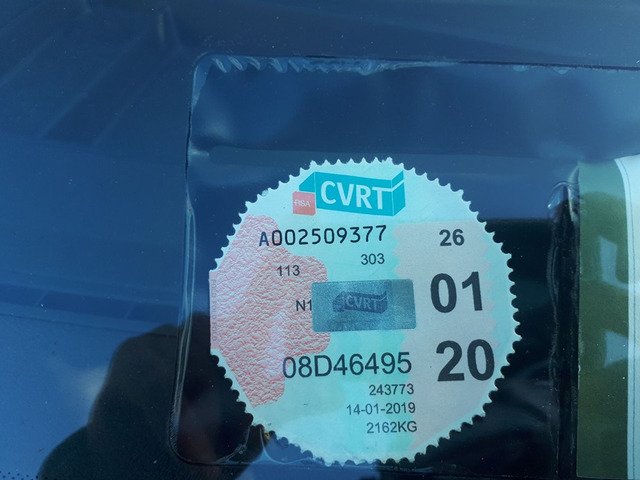 CVRT
RSA
A002509377
26
113
303
N1
CVRT
01
08D46495
20
243773
14-01-2019
2162KG